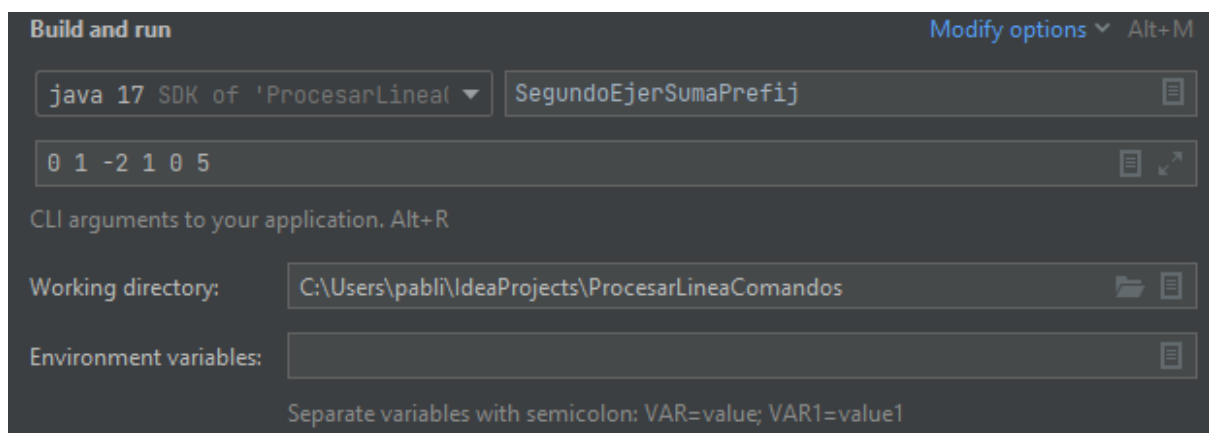 Build and run Modify options Alt+M
java 17 SDK of 'ProcesarLinea( SegundoEjerSumaPrefij
0 1 -2 1 0 5
CLI arguments to your application. Alt+R
Working directory: C:\Users\pabli\IdeaProjects\ProcesarLineaComandos
Environment variables:
Separate variables with semicolon: VAR=value; VAR1=value1